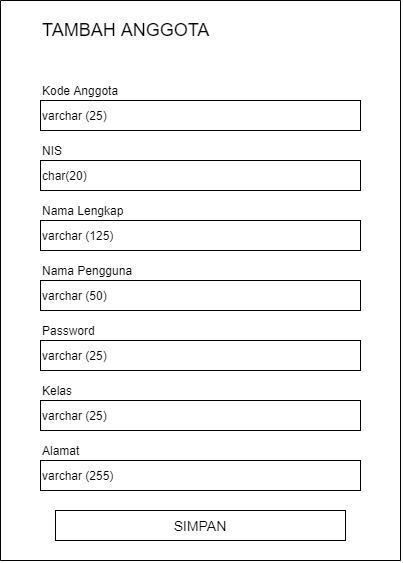 TAMBAH ANGGOTA
Kode Anggota
varchar (25)
NIS
char(20)
Nama Lengkap
varchar (125)
Nama Pengguna
varchar (50)
Password
varchar (25)
Kelas
varchar (25)
Alamat
varchar (255)
SIMPAN